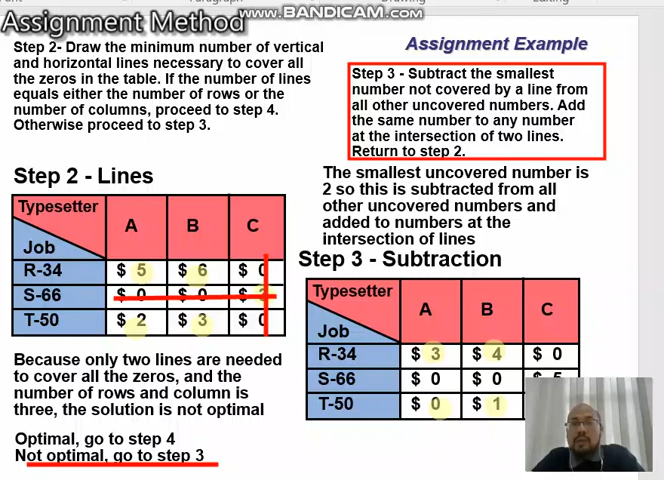 Assignment Method
www.BANDICAM.com
Step 2- Draw the minimum number of vertical
and horizontal lines necessary to cover all
the zeros in the table. If the number of lines
equals either the number of rows or the
number of columns, proceed to step 4.
Otherwise proceed to step 3.
Assignment Example
Step 3 - Subtract the smallest
number not covered by a line from
all other uncovered numbers. Add
the same number to any number
at the intersection of two lines.
Return to step 2.
The smallest uncovered number is
2 so this is subtracted from all
other uncovered numbers and
added to numbers at the
intersection of lines
Step 2 - Lines
Typesetter
Job
A B C
R-34 $ 5 $ 6 $ 0
S-66 $ 0 $ 0 $
T-50 $ 2 $ 3 $ 0
Because only two lines are needed
to cover all the zeros, and the
number of rows and column is
three, the solution is not optimal
Optimal, go to step 4
Not optimal, go to step 3
Step 3 - Subtraction
Typesetter
Job
A B C
R-34 $ 3 $ 4 $ 0
S-66 $ 0 $ 0 $ 5
T-50 $ 0 $ 1